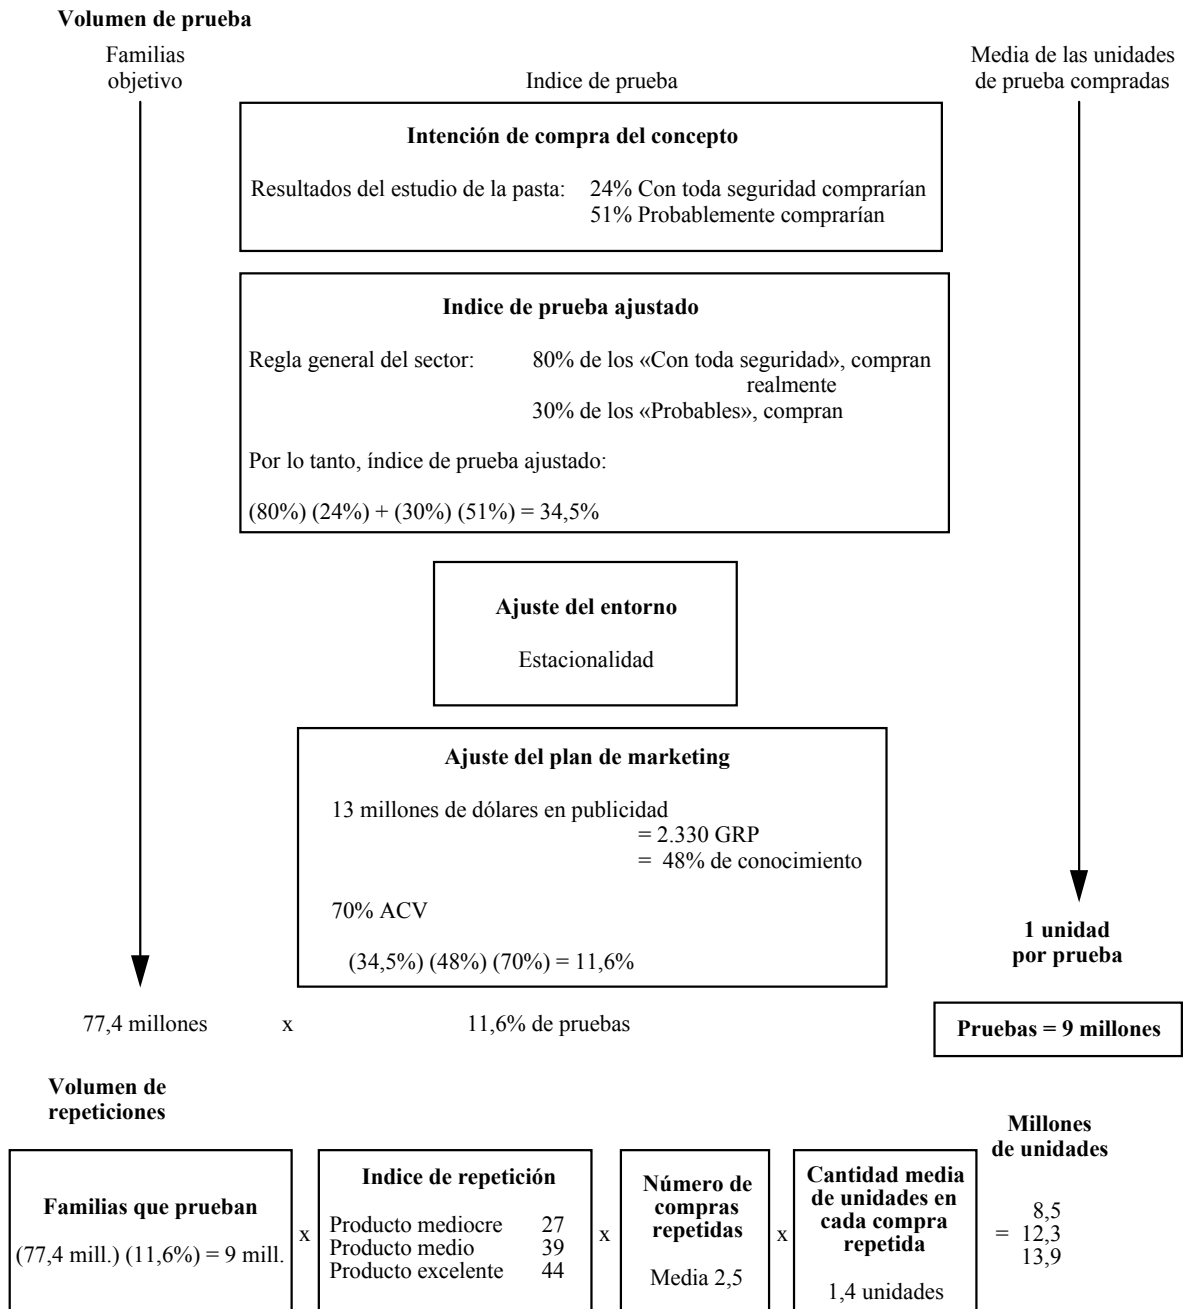 Volumen de prueba
Familias
objetivo
Indice de prueba
Media de las unidades
de prueba compradas
Intención de compra del concepto
Resultados del estudio de la pasta: 24% Con toda seguridad comprarían
51% Probablemente comprarían
Indice de prueba ajustado
Regla general del sector: 80% de los «Con toda seguridad», compran
realmente
30% de los «Probables», compran
Por lo tanto, índice de prueba ajustado:
(80%) (24%) + (30%) (51%) = 34,5%
Ajuste del entorno
Estacionalidad
Ajuste del plan de marketing
13 millones de dólares en publicidad
= 2.330 GRP
= 48% de conocimiento
70% ACV
(34,5%) (48%) (70%) = 11,6%
1 unidad
por prueba
77,4 millones x 11,6% de pruebas
Pruebas = 9 millones
Volumen de
repeticiones
Familias que prueban
(77,4 mill.) (11,6%) = 9 mill.
x
Indice de repetición
Producto mediocre 27
Producto medio 39
Producto excelente 44
x
Número de
compras
repetidas
Media 2,5
x
Cantidad media
de unidades en
cada compra
repetida
1,4 unidades
Millones
de unidades
8,5
= 12,3
13,9